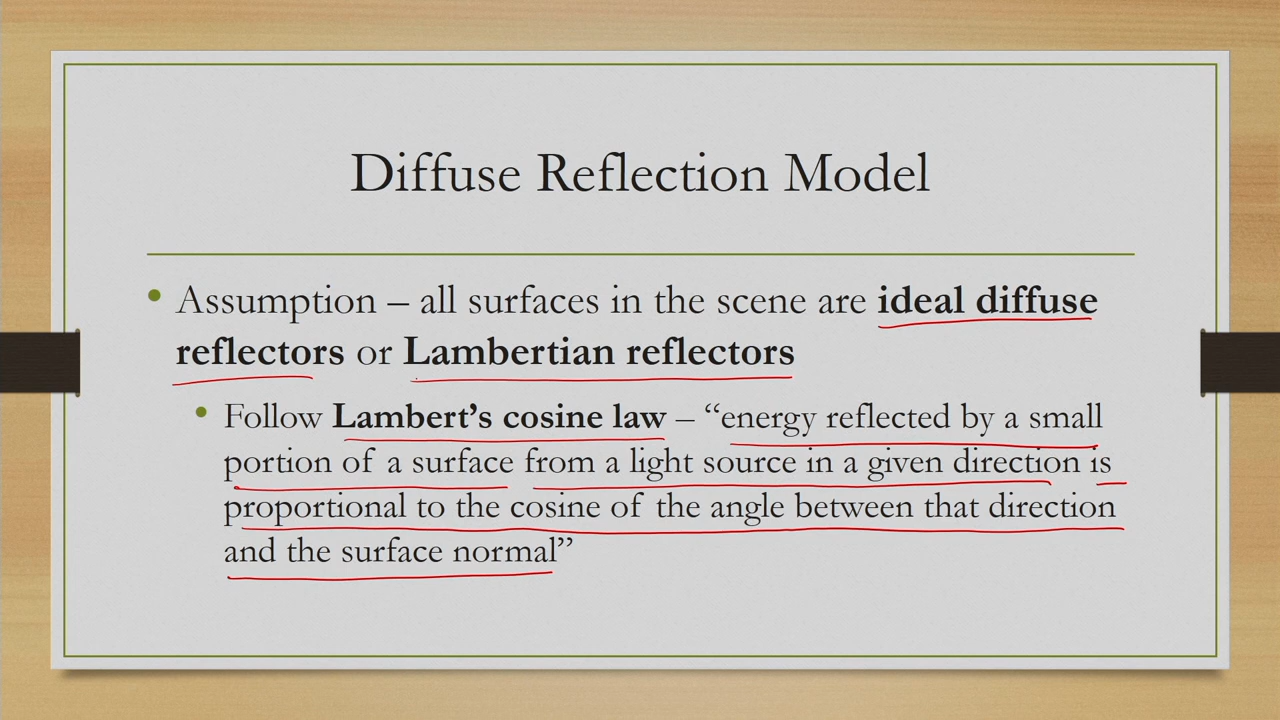 Diffuse Reflection Model
• Assumption – all surfaces in the scene are ideal diffuse
reflectors or Lambertian reflectors
• Follow Lambert’s cosine law – “energy reflected by a small
portion of a surface from a light source in a given direction is
proportional to the cosine of the angle between that direction
and the surface normal”